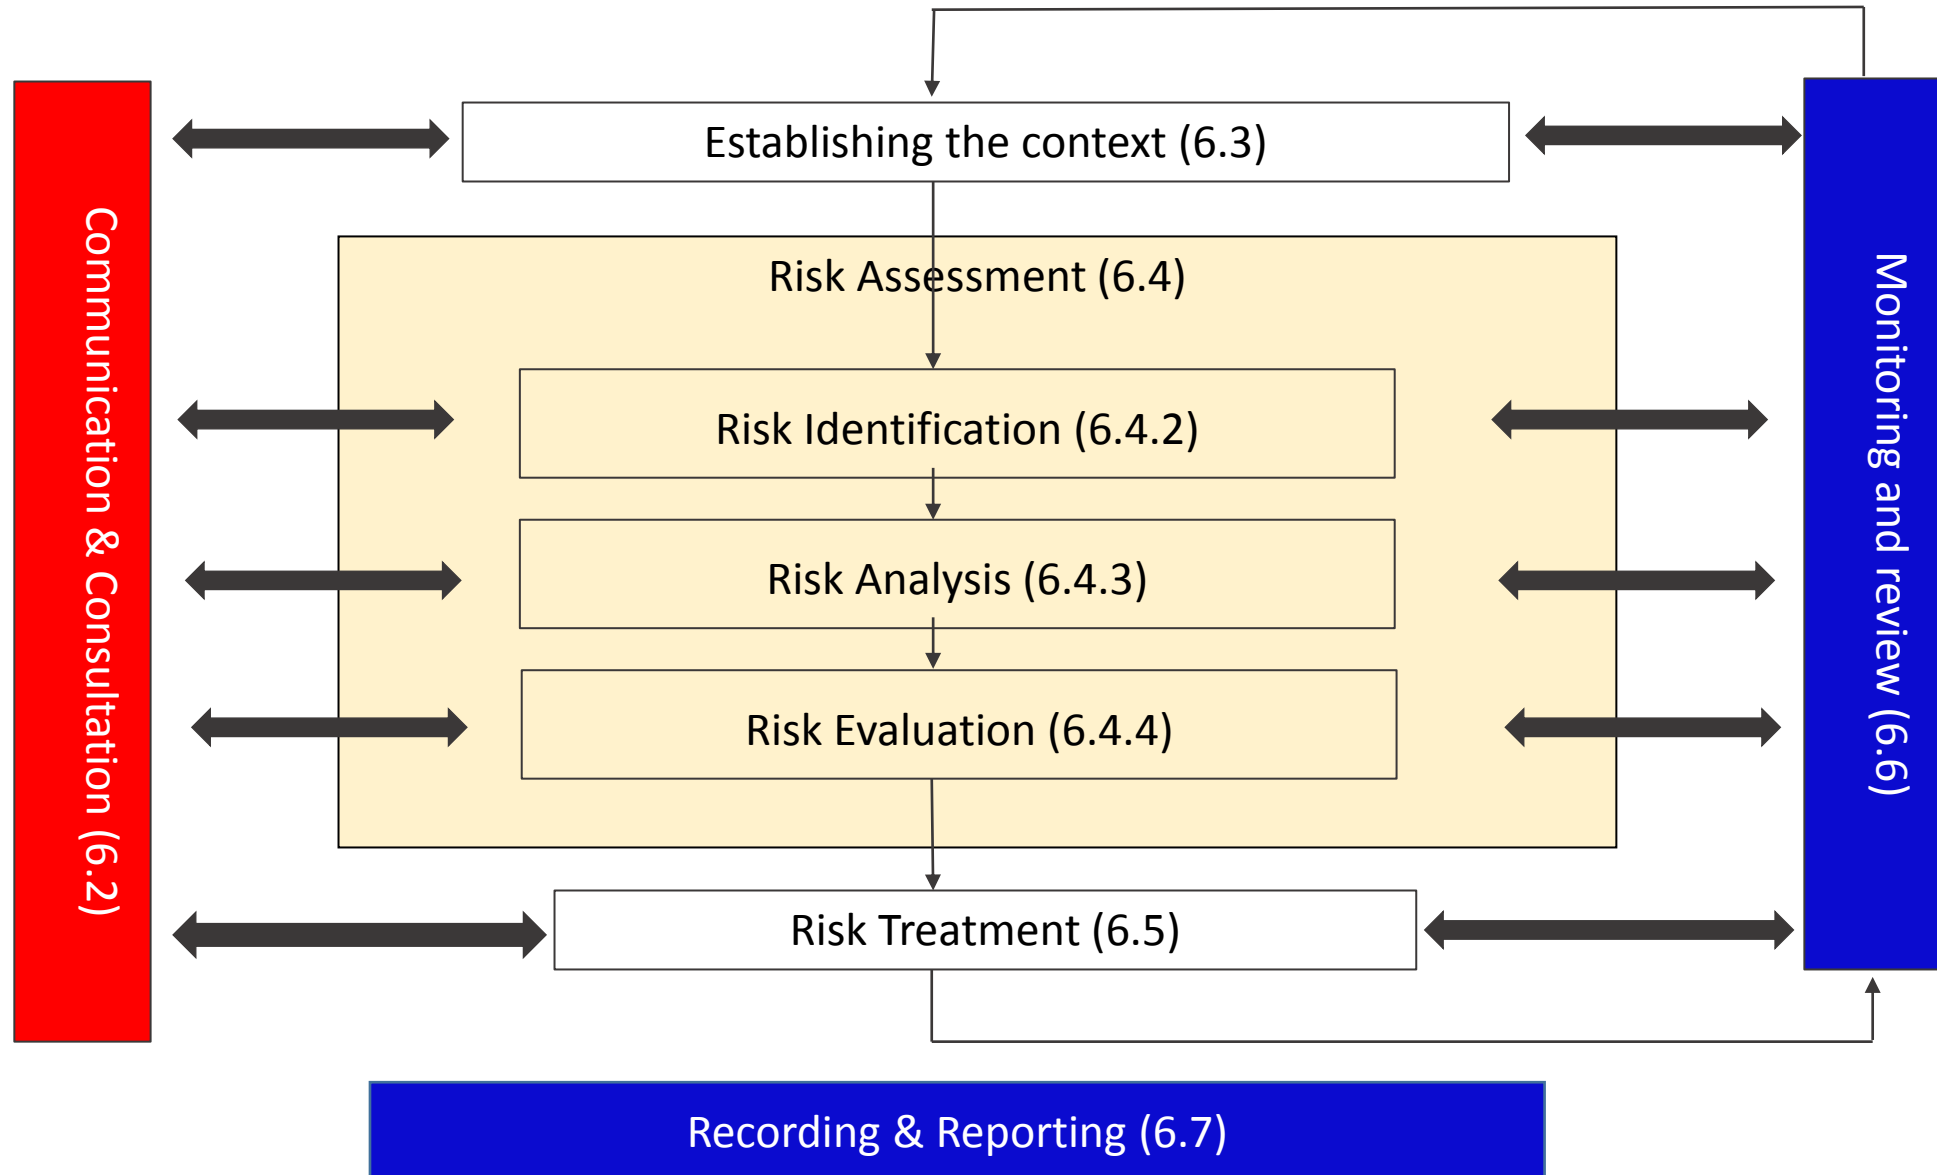 Establishing the context (6.3)
Communication & Consultation (6.2)
Risk Assessment (6.4)
Monitoring and review (6.6)
Risk Identification (6.4.2)
Risk Analysis (6.4.3)
Risk Evaluation (6.4.4)
Risk Treatment (6.5)
Recording & Reporting (6.7)